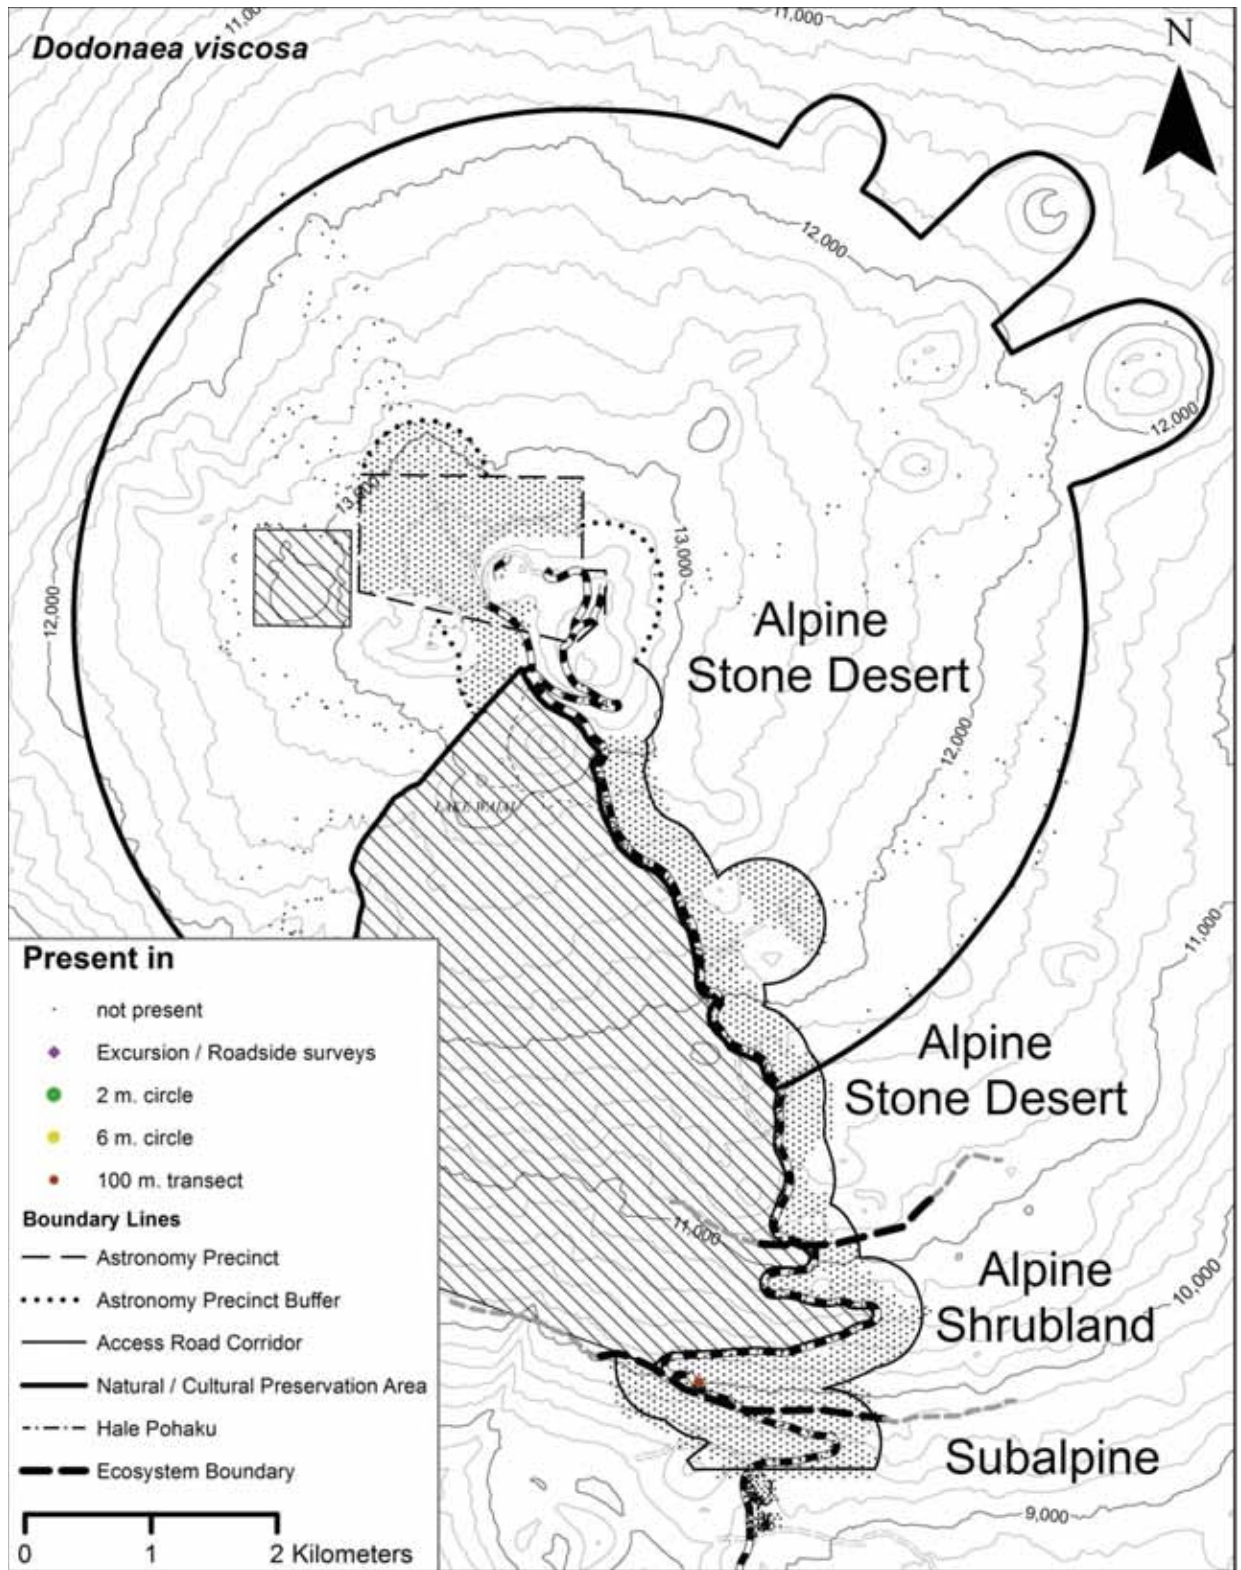 Dodonaea viscosa
11,000
11,000
N
12,000
12,000
13,000
13,000
12,000
Alpine
Stone Desert
12,000
LAKE WAIAU
11,000
Alpine
Stone Desert
11,000
Alpine
Shrubland
10,000
Subalpine
9,000
Present in
not present
Excursion / Roadside surveys
2 m. circle
6 m. circle
100 m. transect
Boundary Lines
Astronomy Precinct
Astronomy Precinct Buffer
Access Road Corridor
Natural / Cultural Preservation Area
Hale Pohaku
Ecosystem Boundary
0 1 2 Kilometers